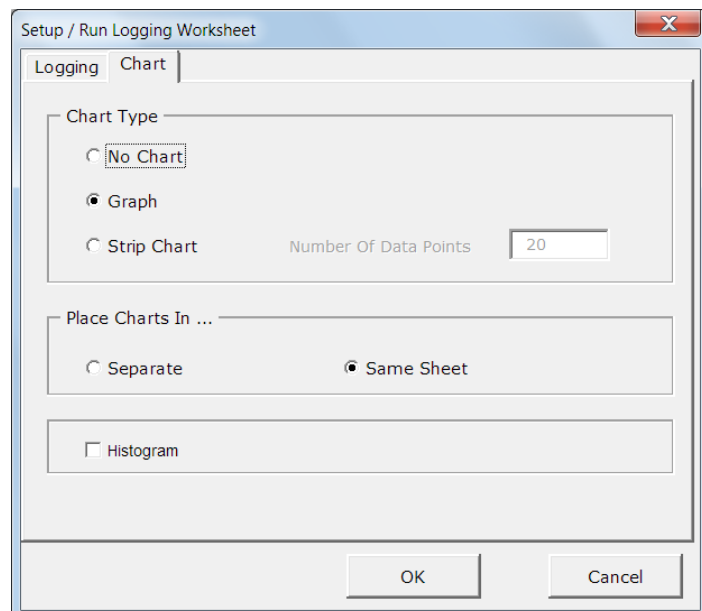 Setup / Run Logging Worksheet
Logging Chart
Chart Type
No Chart
Graph
Strip Chart Number Of Data Points 20
Place Charts In ...
Separate Same Sheet
Histogram
OK Cancel